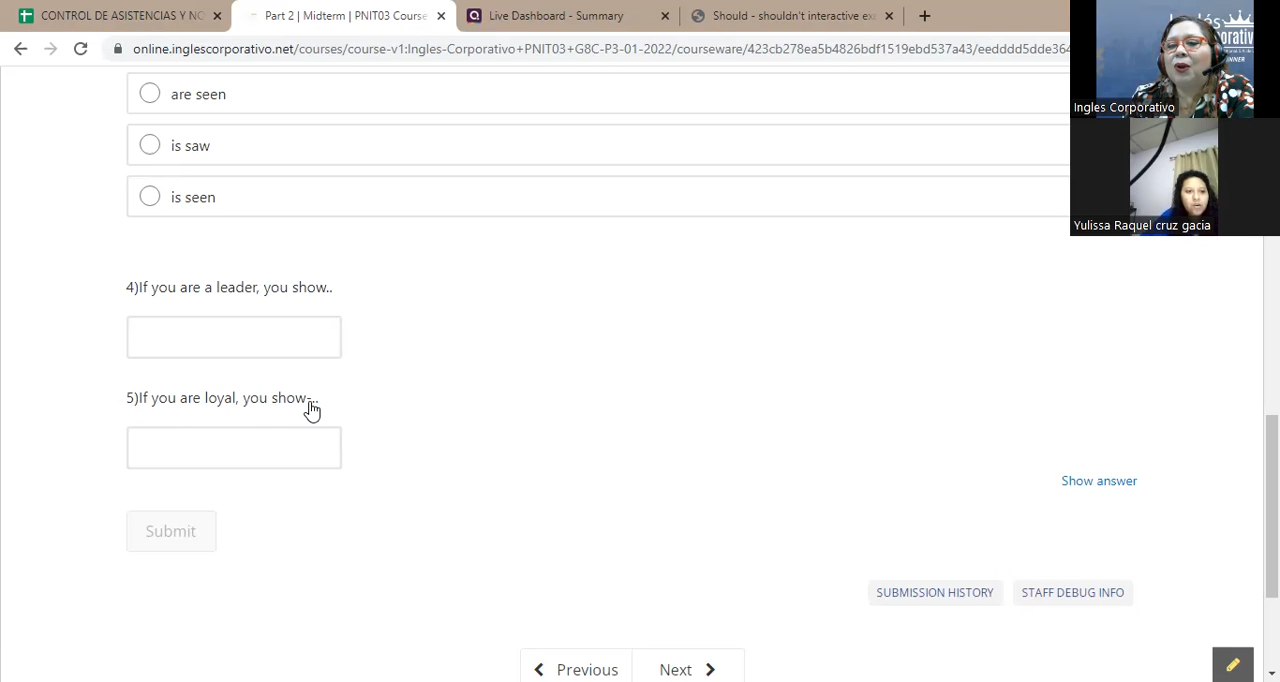 CONTROL DE ASISTENCIAS Y NO
Part 2 | Midterm | PNIT03 Course
Live Dashboard - Summary
Should - shouldn't interactive exe
online.inglescorporativo.net/courses/course-v1:Ingles-Corporativo+PNIT03+G8C-P3-01-2022/courseware/423cb278ea5b4826bdf1519ebd537a43/eedddd5dde364
Ingles Corporativo
Yulissa Raquel cruz gacia
are seen
is saw
is seen
4)If you are a leader, you show..
5)If you are loyal, you show-..
Show answer
Submit
SUBMISSION HISTORY
STAFF DEBUG INFO
Previous
Next